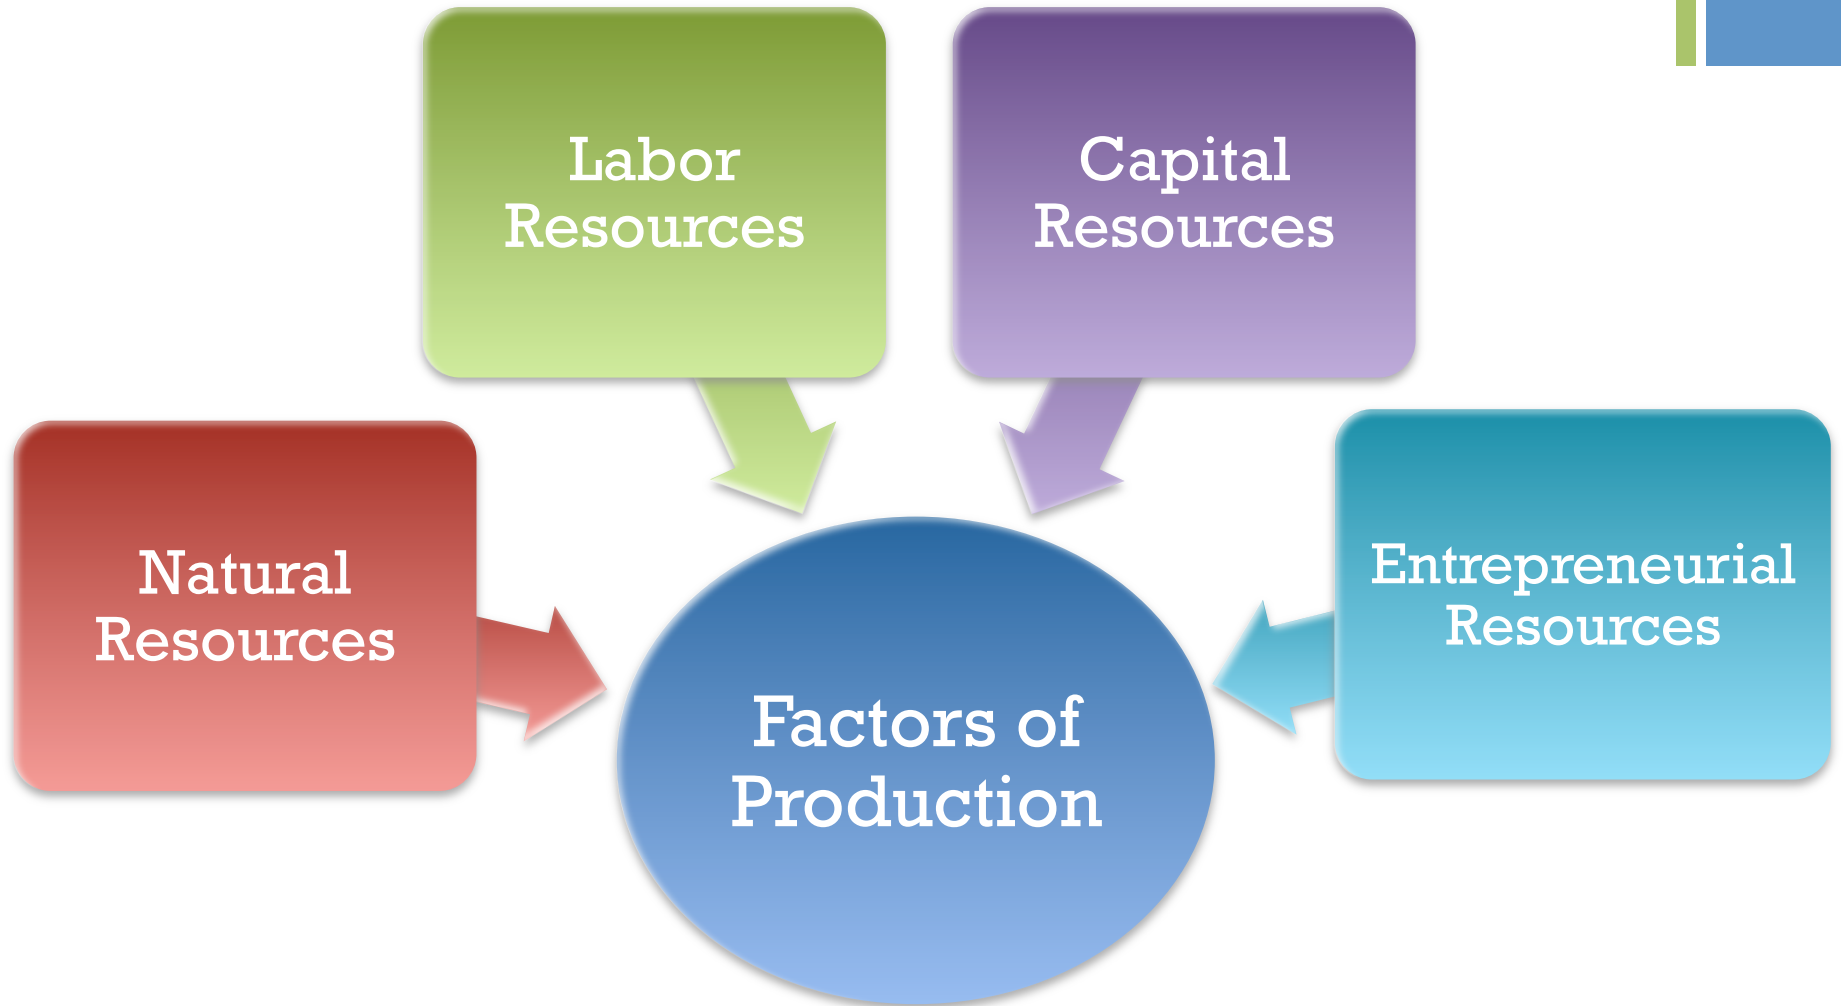 Labor
Resources
Capital
Resources
Natural
Resources
Entrepreneurial
Resources
Factors of
Production